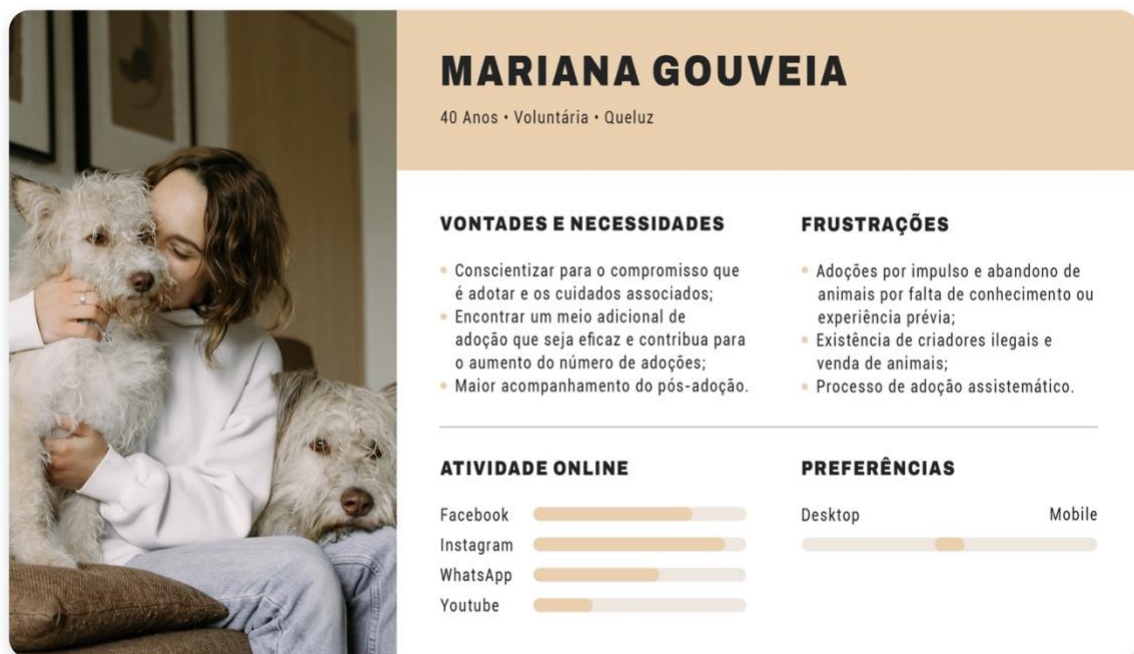 MARIANA GOUVEIA
40 Anos • Voluntária • Queluz
VONTADES E NECESSIDADES
• Conscientizar para o compromisso que
é adotar e os cuidados associados;
• Encontrar um meio adicional de
adoção que seja eficaz e contribua para
o aumento do número de adoções;
• Maior acompanhamento do pós-adoção.
FRUSTRAÇÕES
• Adoções por impulso e abandono de
animais por falta de conhecimento ou
experiência prévia;
• Existência de criadores ilegais e
venda de animais;
• Processo de adoção assistemático.
ATIVIDADE ONLINE
Facebook
Instagram
WhatsApp
Youtube
PREFERÊNCIAS
Desktop Mobile